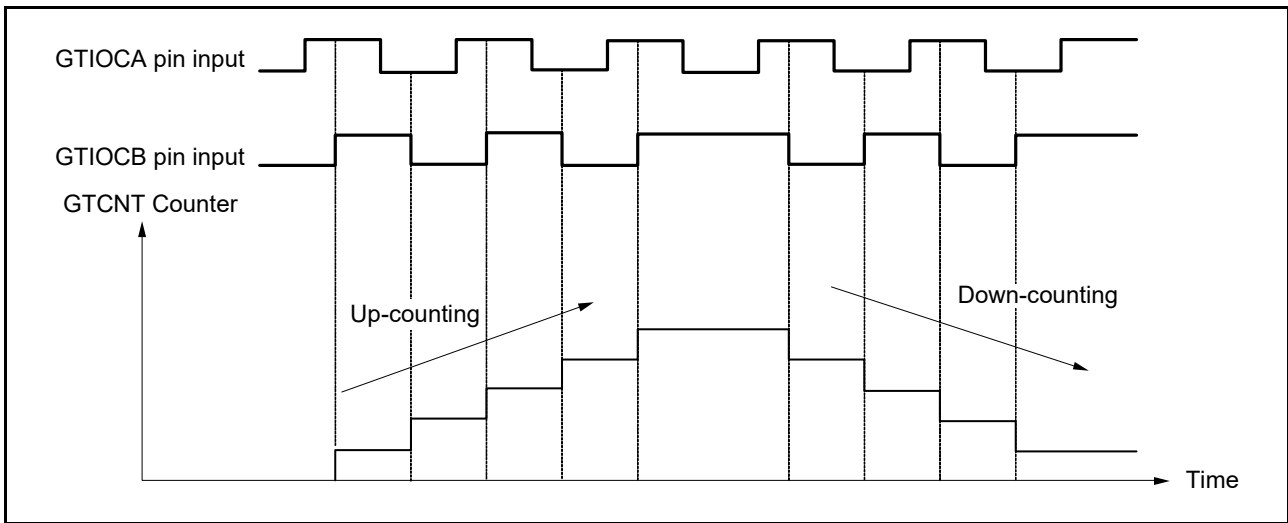 GTIOCA pin input
GTIOCB pin input
GTCNT Counter
Up-counting
Down-counting
Time